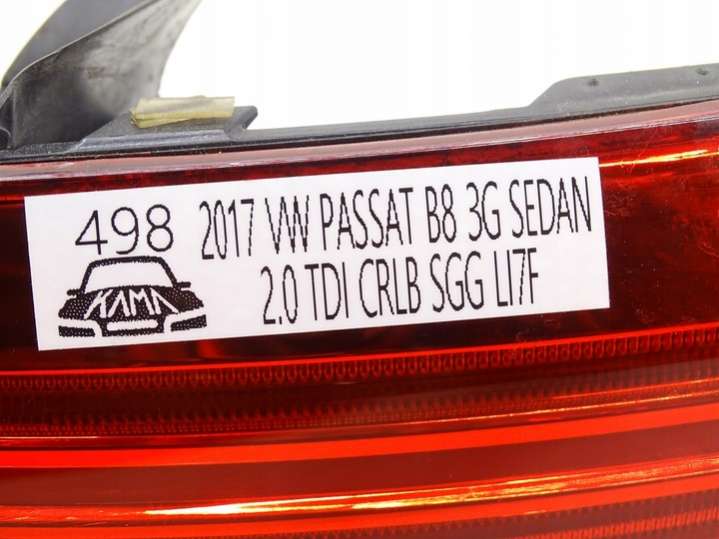 498 2017 VW PASSAT B8 3G SEDAN
KAMA 2.0 TDI CRLB SGG LI7F